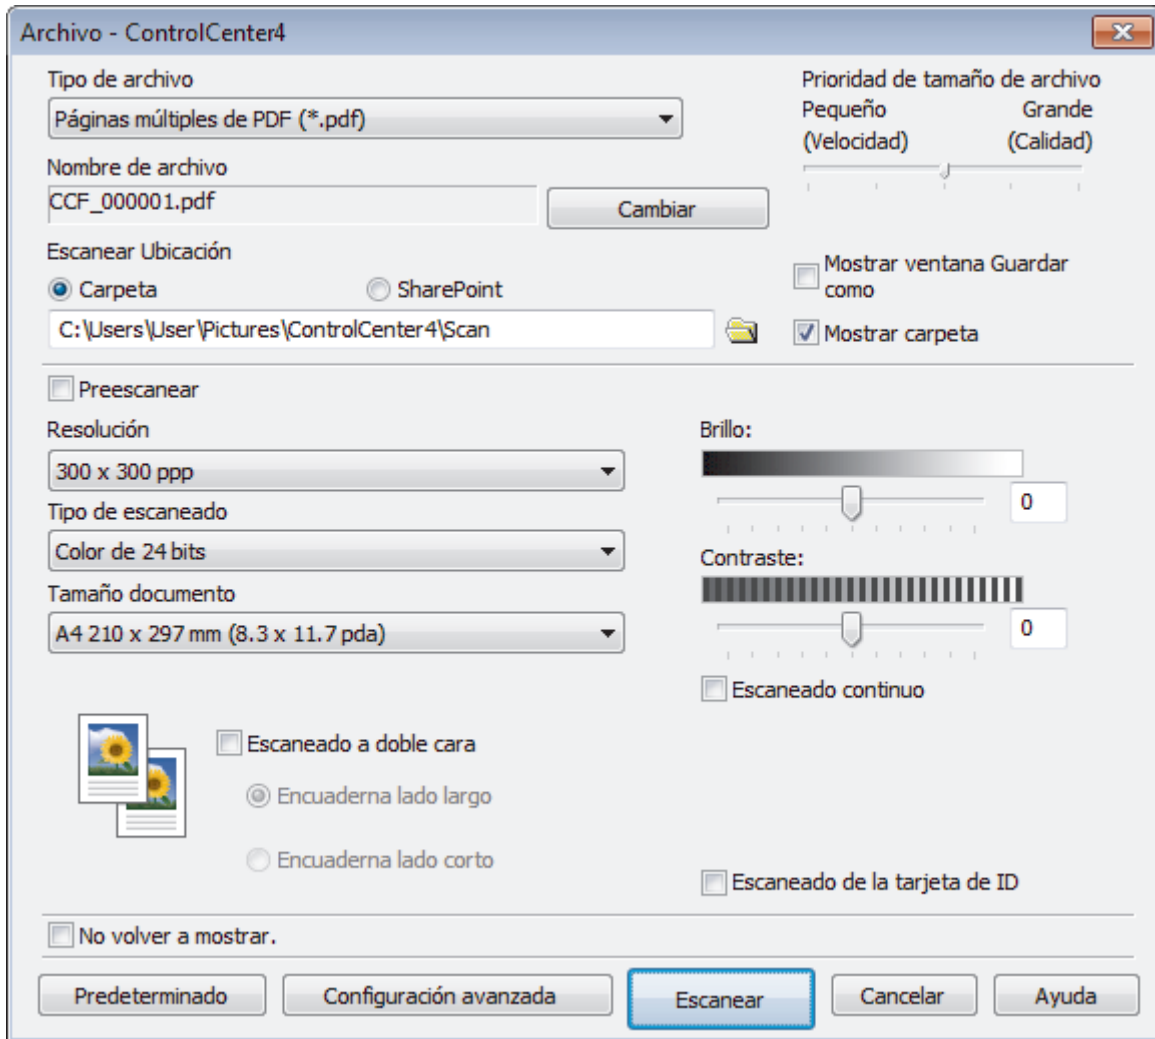 Archivo - ControlCenter4
Tipo de archivo
Páginas múltiples de PDF (*.pdf)
Prioridad de tamaño de archivo
Pequeño Grande
(Velocidad) (Calidad)
Nombre de archivo
CCF_000001.pdf
Cambiar
Escanear Ubicación
Carpeta
SharePoint
C:\Users\User\Pictures\ControlCenter4\Scan
Mostrar ventana Guardar
como
Mostrar carpeta
Preescanear
Resolución
300 x 300 ppp
Tipo de escaneado
Color de 24 bits
Tamaño documento
A4 210 x 297 mm (8.3 x 11.7 pda)
Brillo:
0
Contraste:
0
Escaneado continuo
Escaneado a doble cara
Encuaderna lado largo
Encuaderna lado corto
Escaneado de la tarjeta de ID
No volver a mostrar.
Predeterminado
Configuración avanzada
Escanear
Cancelar
Ayuda